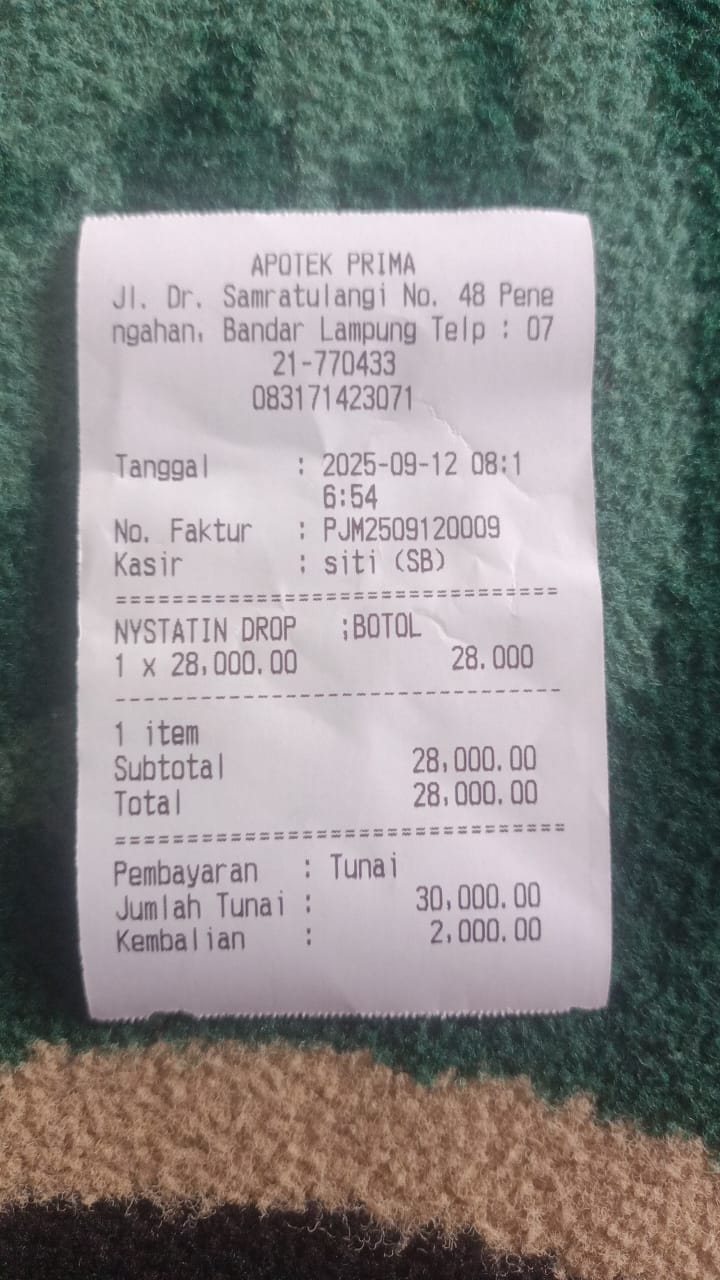 APOTEK PRIMA
Jl. Dr. Samratulangi No. 48 Pene
ngahan, Bandar Lampung Telp : 07
21-770433
083171423071
Tanggal : 2025-09-12 08:1
6:54
No. Faktur : PJM2509120009
Kasir : siti (SB)
================================
NYSTATIN DROP ;BOTOL
1 x 28,000.00 28.000
--------------------------------
1 item
Subtotal 28,000.00
Total 28,000.00
================================
Pembayaran : Tunai
Jumlah Tunai : 30,000.00
Kembalian : 2,000.00